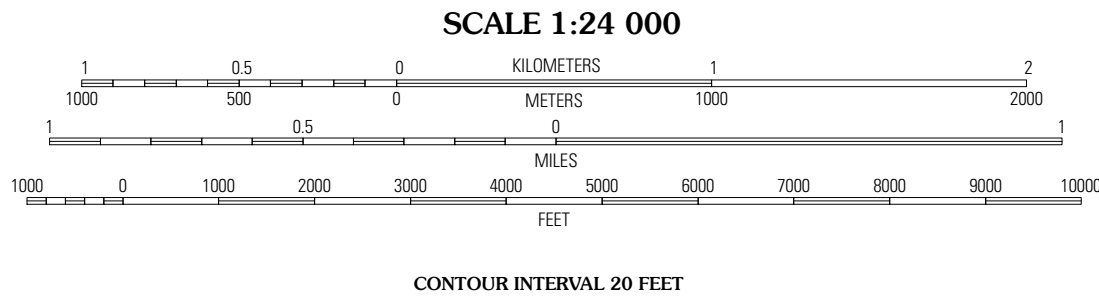 SCALE 1:24 000
1 0.5 0 KILOMETERS 1 2
1000 500 0 METERS 1000 2000
1 0.5 0 1
MILES
1000 0 1000 2000 3000 4000 5000 6000 7000 8000 9000 10000
FEET
CONTOUR INTERVAL 20 FEET